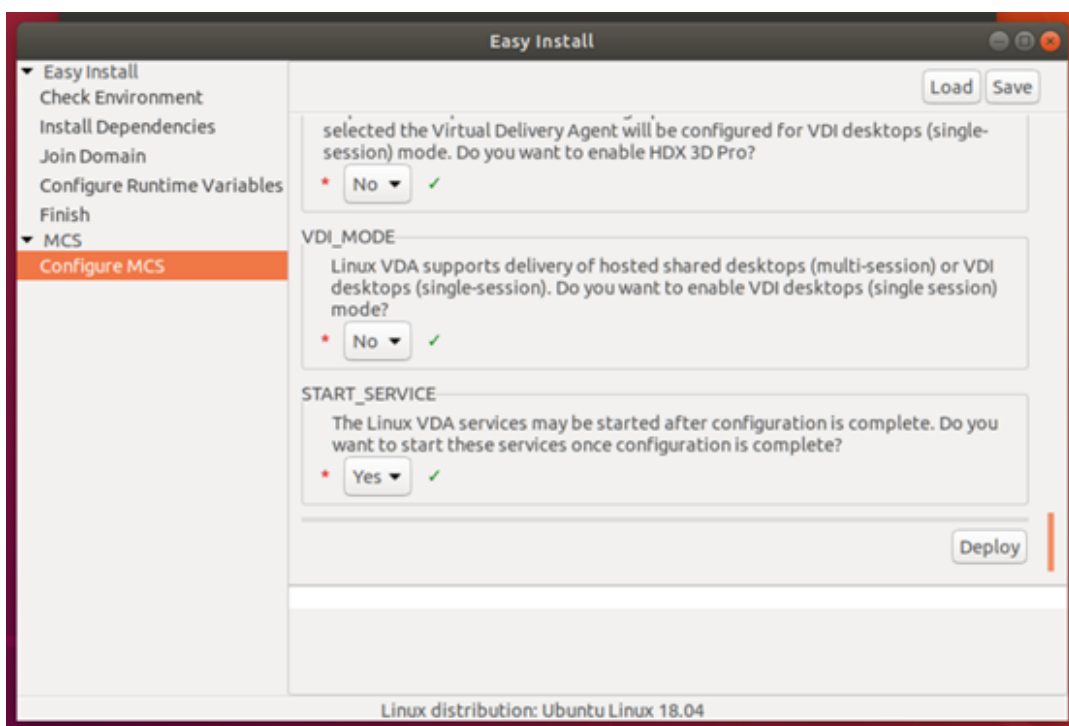 Easy Install
Easy Install
Check Environment
Install Dependencies
Join Domain
Configure Runtime Variables
Finish
MCS
Configure MCS
Load Save
selected the Virtual Delivery Agent will be configured for VDI desktops (single-
session) mode. Do you want to enable HDX 3D Pro?
* No ✓
VDI_MODE
Linux VDA supports delivery of hosted shared desktops (multi-session) or VDI
desktops (single-session). Do you want to enable VDI desktops (single session)
mode?
* No ✓
START_SERVICE
The Linux VDA services may be started after configuration is complete. Do you
want to start these services once configuration is complete?
* Yes ✓
Deploy
Linux distribution: Ubuntu Linux 18.04